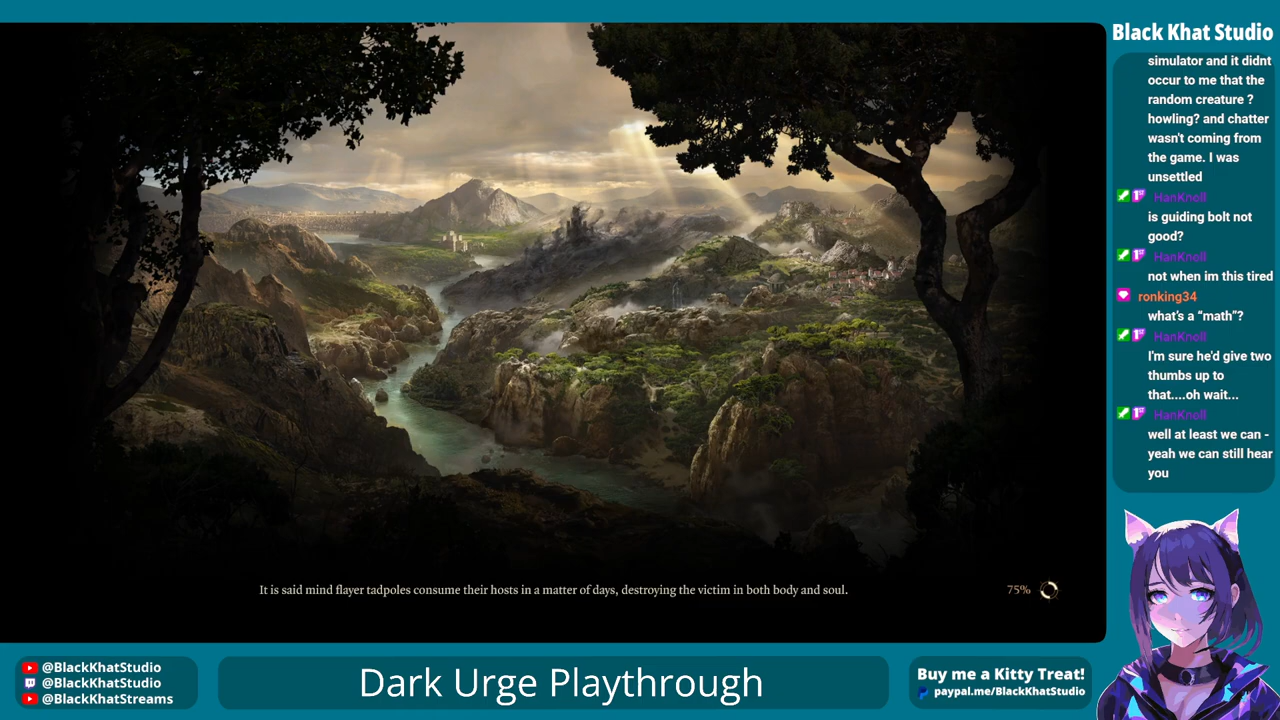 Black Khat Studio
simulator and it didnt
occur to me that the
random creature ?
howling? and chatter
wasn't coming from
the game. I was
unsettled
HanKnoll
is guiding bolt not
good?
HanKnoll
not when im this tired
ronking34
what's a “math”?
HanKnoll
I'm sure he'd give two
thumbs up to
that....oh wait...
HanKnoll
well at least we can -
yeah we can still hear
you
It is said mind flayer tadpoles consume their hosts in a matter of days, destroying the victim in both body and soul.
75%
@BlackKhatStudio
@BlackKhatStudio
@BlackKhatStreams
Dark Urge Playthrough
Buy me a Kitty Treat!
paypal.me/BlackKhatStudio